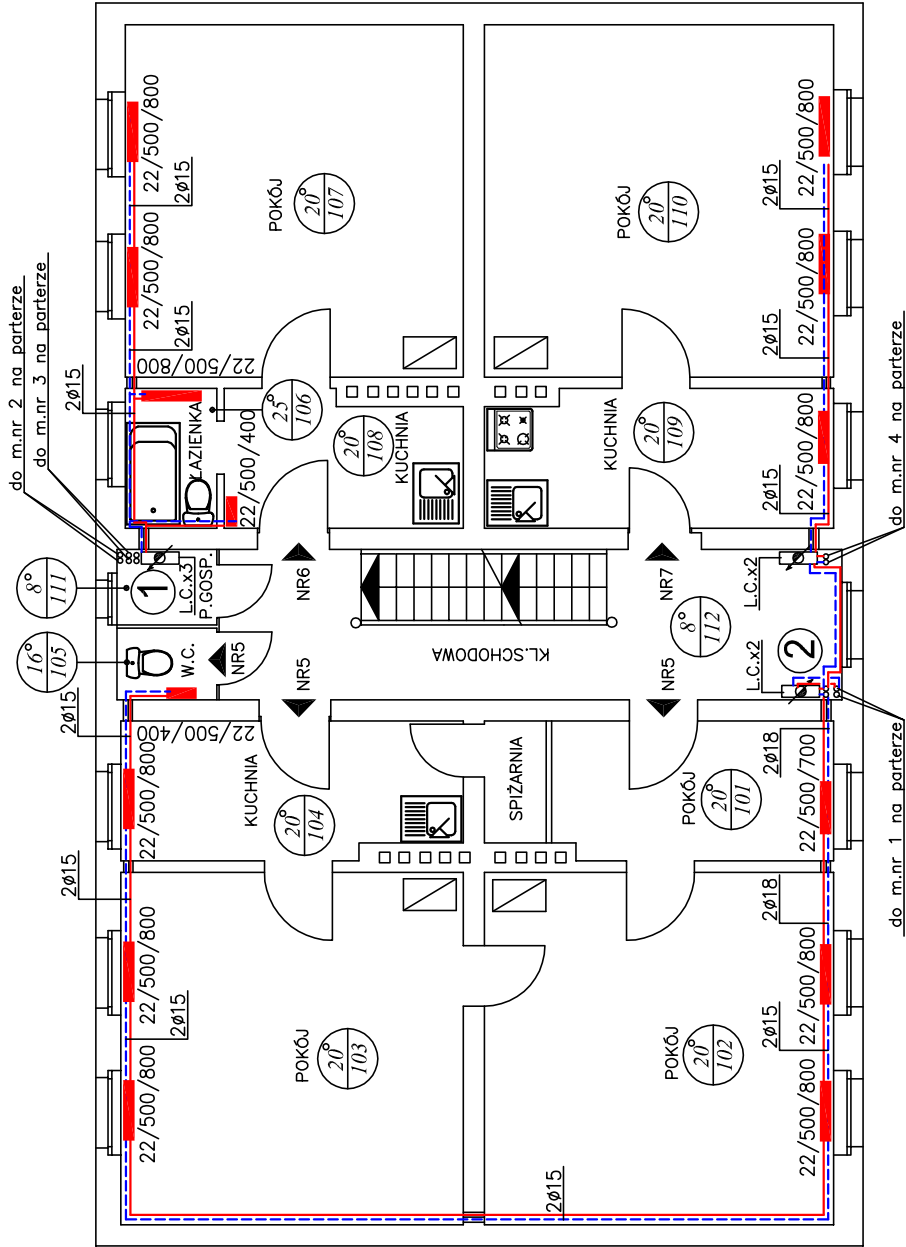 do m.nr 2 na parterze
do m.nr 3 na parterze
2ø15
16°
105
8°
111
2ø15
2ø15
22/500/800
22/500/800
22/500/800
22/500/400
W.C.
NR5
1
L.C.x3
P.GOSP.
ŁAZIENKA
22/500/400
25°
106
22/500/800
2ø15
22/500/800
2ø15
22/500/800
2ø15
POKÓJ
20°
103
KUCHNIA
20°
104
NR5
NR6
20°
108
KUCHNIA
POKÓJ
20°
107
SPIŻARNIA
KL.SCHODOWA
POKÓJ
20°
102
POKÓJ
20°
101
NR5
NR7
8°
112
KUCHNIA
20°
109
POKÓJ
20°
110
2ø15
22/500/800
2ø15
22/500/800
2ø18
22/500/700
2ø18
L.C.x2
2
L.C.x2
2ø15
22/500/800
2ø15
22/500/800
2ø15
22/500/800
do m.nr 1 na parterze
do m.nr 4 na parterze